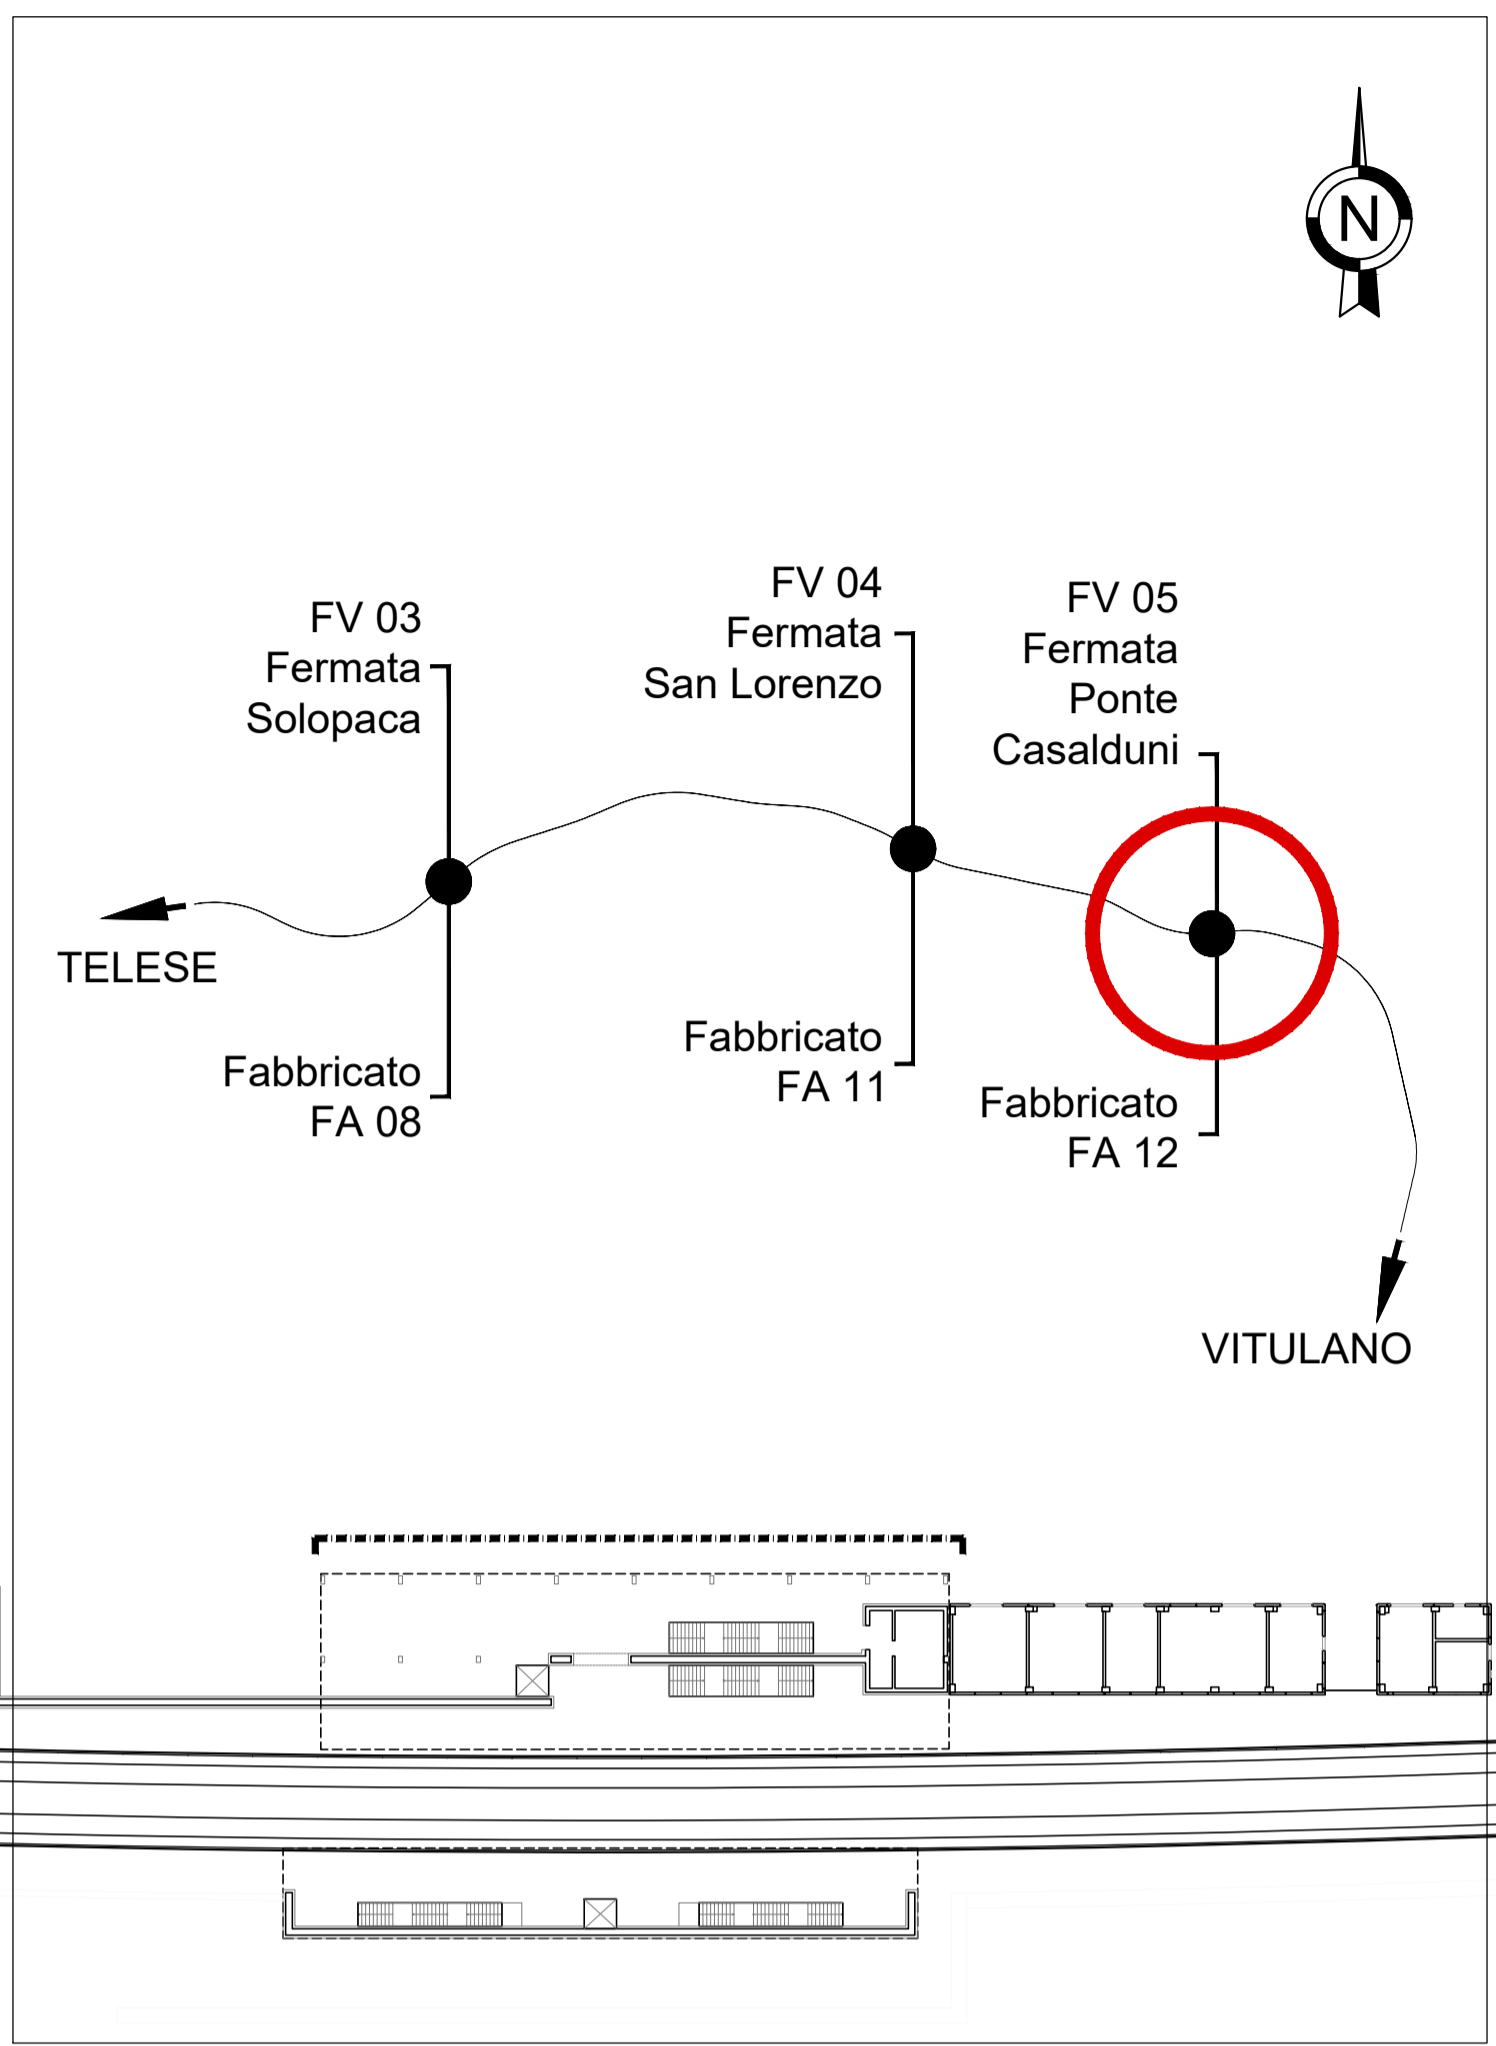 N
FV 03
Fermata
Solopaca
FV 04
Fermata
San Lorenzo
FV 05
Fermata
Ponte
Casalduni
TELESE
Fabbricato
FA 08
Fabbricato
FA 11
Fabbricato
FA 12
VITULANO